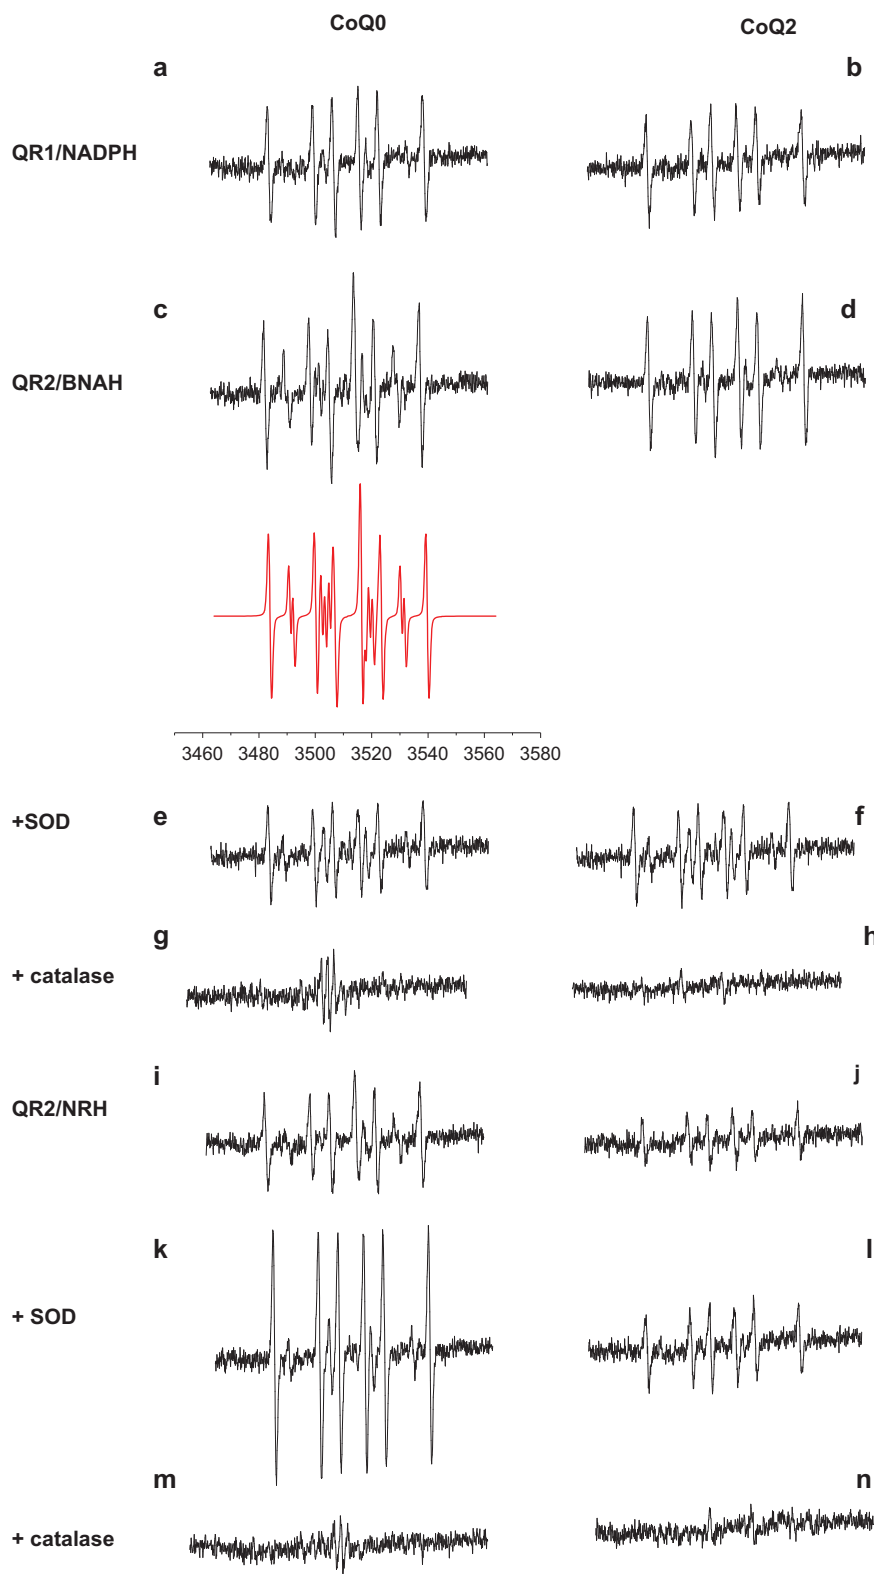 CoQ0 CoQ2
a b
QR1/NADPH
c d
QR2/BNAH
3460 3480 3500 3520 3540 3560 3580
+SOD e f
g h
+ catalase
i j
QR2/NRH
k l
+ SOD
m n
+ catalase